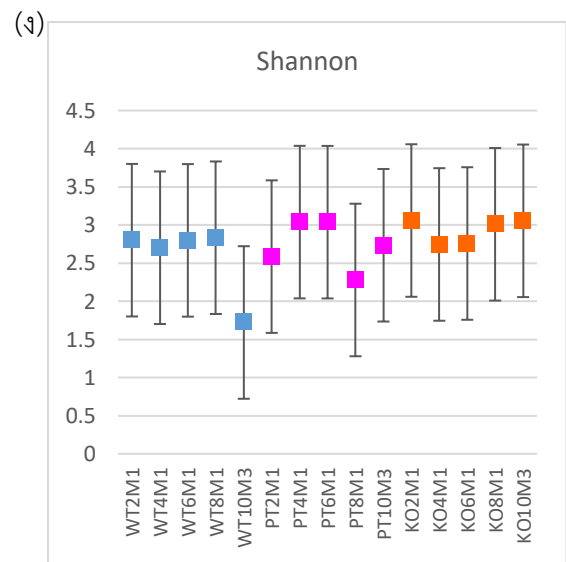 (ง)
Shannon
4.5
4
3.5
3
2.5
2
1.5
1
0.5
0
WT2M1
WT4M1
WT6M1
WT8M1
WT10M3
PT2M1
PT4M1
PT6M1
PT8M1
PT10M3
KO2M1
KO4M1
KO6M1
KO8M1
KO10M3